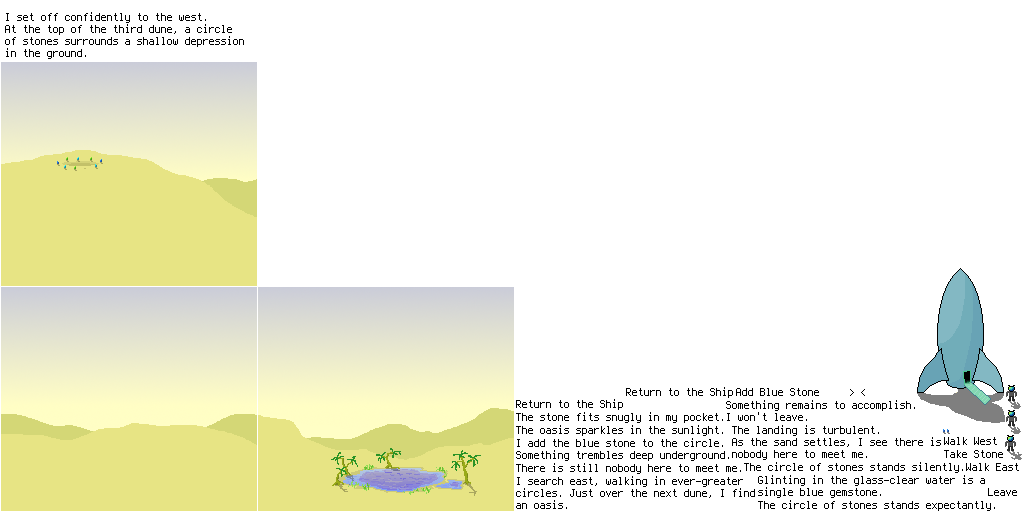 I set off confidently to the west.
At the top of the third dune, a circle
of stones surrounds a shallow depression
in the ground.
Return to the Ship
Add Blue Stone
> <
Return to the Ship
Something remains to accomplish.
The stone fits snugly in my pocket.
I won't leave.
The oasis sparkles in the sunlight.
The landing is turbulent.
I add the blue stone to the circle.
As the sand settles, I see there is
nobody here to meet me.
Walk West
Something trembles deep underground.
Take Stone
There is still nobody here to meet me.
The circle of stones stands silently.
Walk East
I search east, walking in ever-greater
circles. Just over the next dune, I find
an oasis.
Glinting in the glass-clear water is a
single blue gemstone.
Leave
The circle of stones stands expectantly.